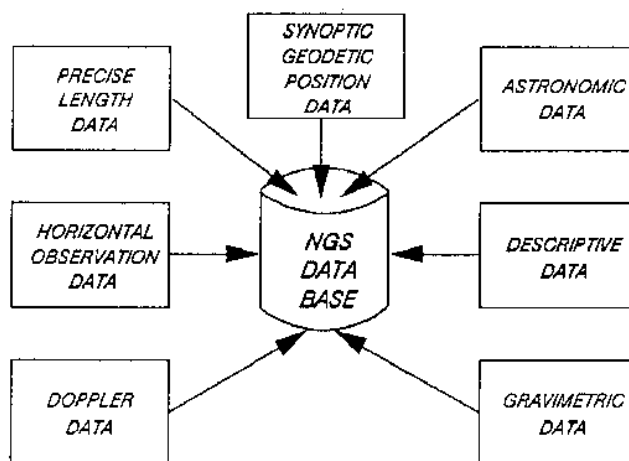 SYNOPTIC
GEODETIC
POSITION
DATA
PRECISE
LENGTH
DATA
ASTRONOMIC
DATA
HORIZONTAL
OBSERVATION
DATA
NGS
DATA
BASE
DESCRIPTIVE
DATA
DOPPLER
DATA
GRAVIMETRIC
DATA